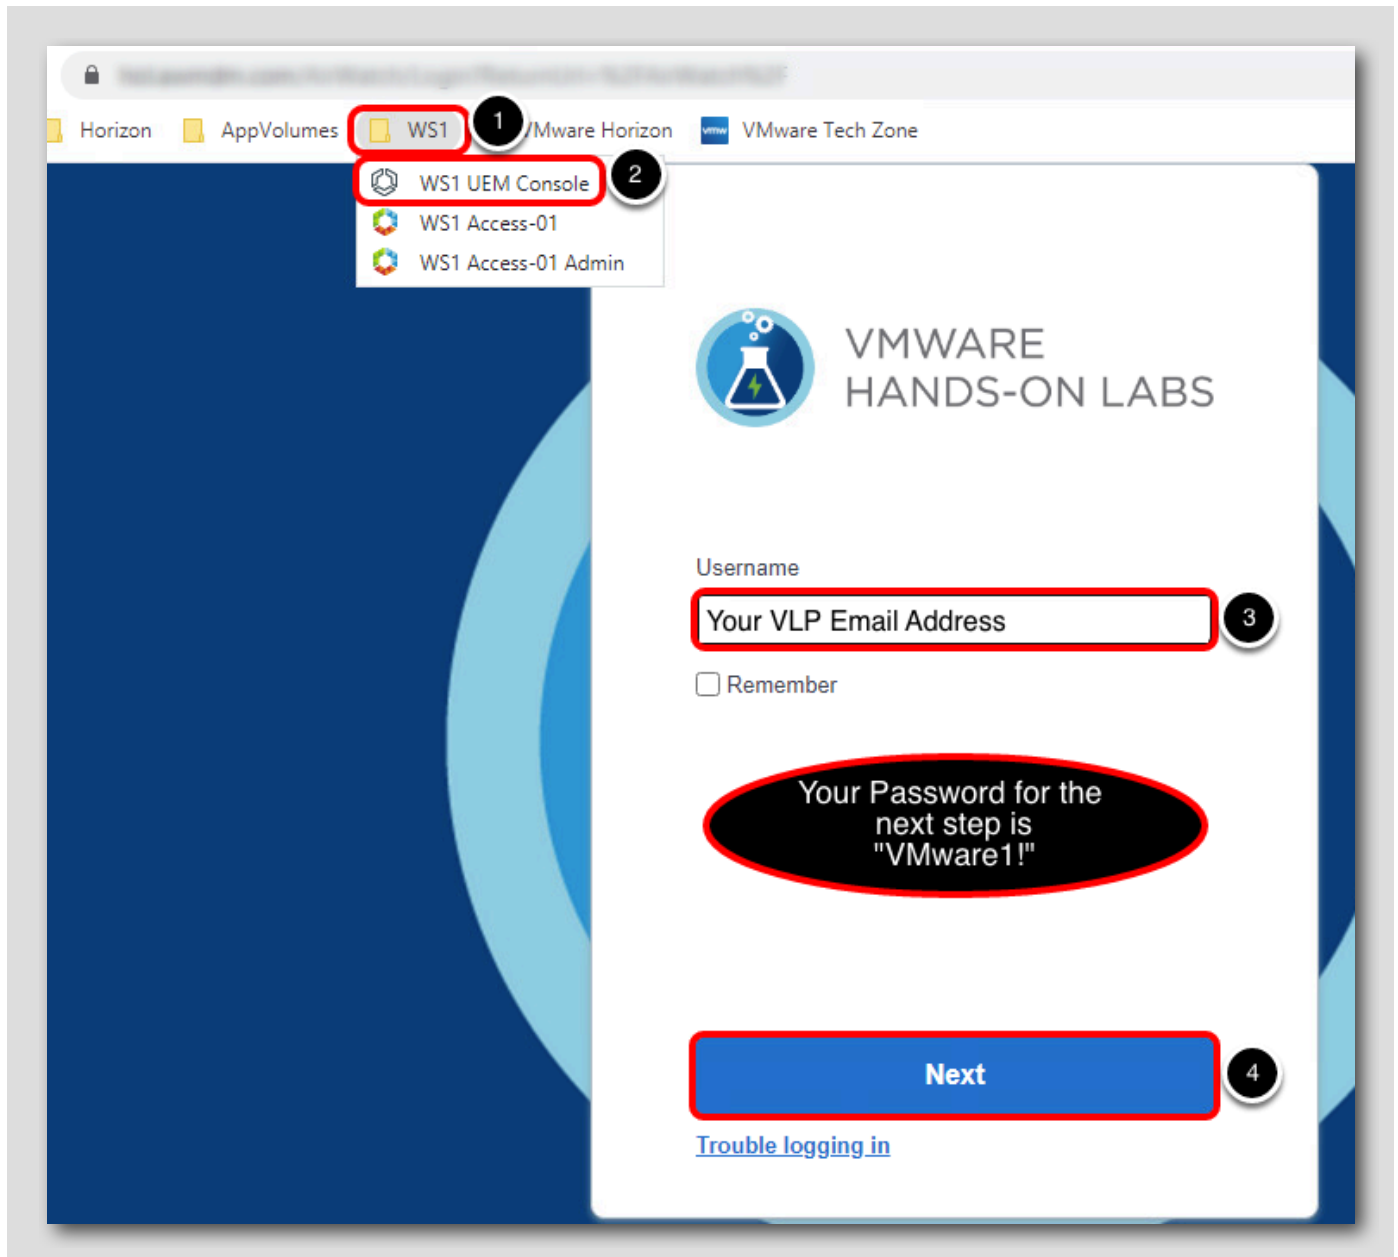 Horizon AppVolumes WS1 1 VMware Horizon vmw VMware Tech Zone
WS1 UEM Console 2
WS1 Access-01
WS1 Access-01 Admin
VMWARE
HANDS-ON LABS
Username
Your VLP Email Address 3
Remember
Your Password for the
next step is
"VMware1!"
Next 4
Trouble logging in